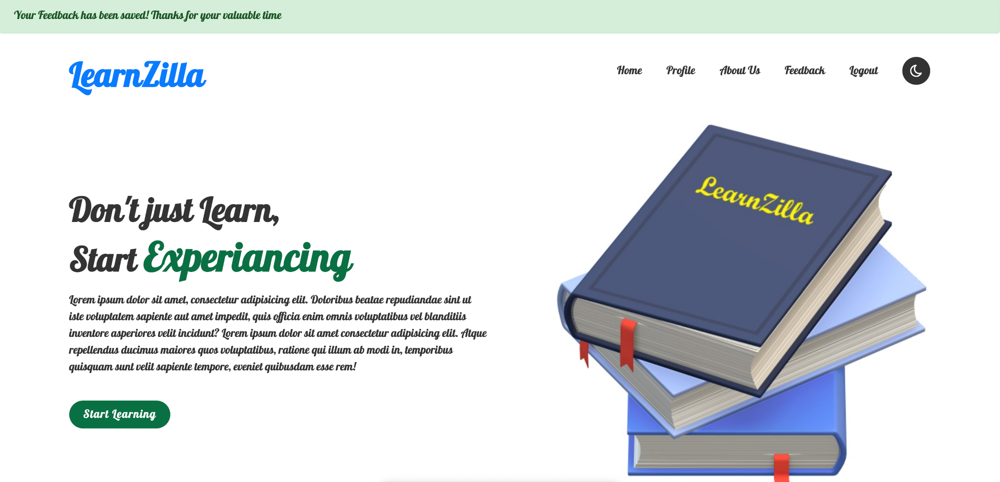 Your Feedback has been saved! Thanks for your valuable time
LearnZilla
Home Profile About Us Feedback Logout
Don't just Learn,
Start Experiancing
Lorem ipsum dolor sit amet, consectetur adipisicing elit. Doloribus beatae repudiandae sint ut
iste voluptatem sapiente aut amet impedit, quis officia enim omnis voluptatibus vel blanditiis
inventore asperiores velit incidunt? Lorem ipsum dolor sit amet consectetur adipisicing elit. Atque
repellendus ducimus maiores quos voluptatibus, ratione qui illum ab modi in, temporibus
quisquam sunt velit sapiente tempore, eveniet quibusdam esse rem!
Start Learning
LearnZilla